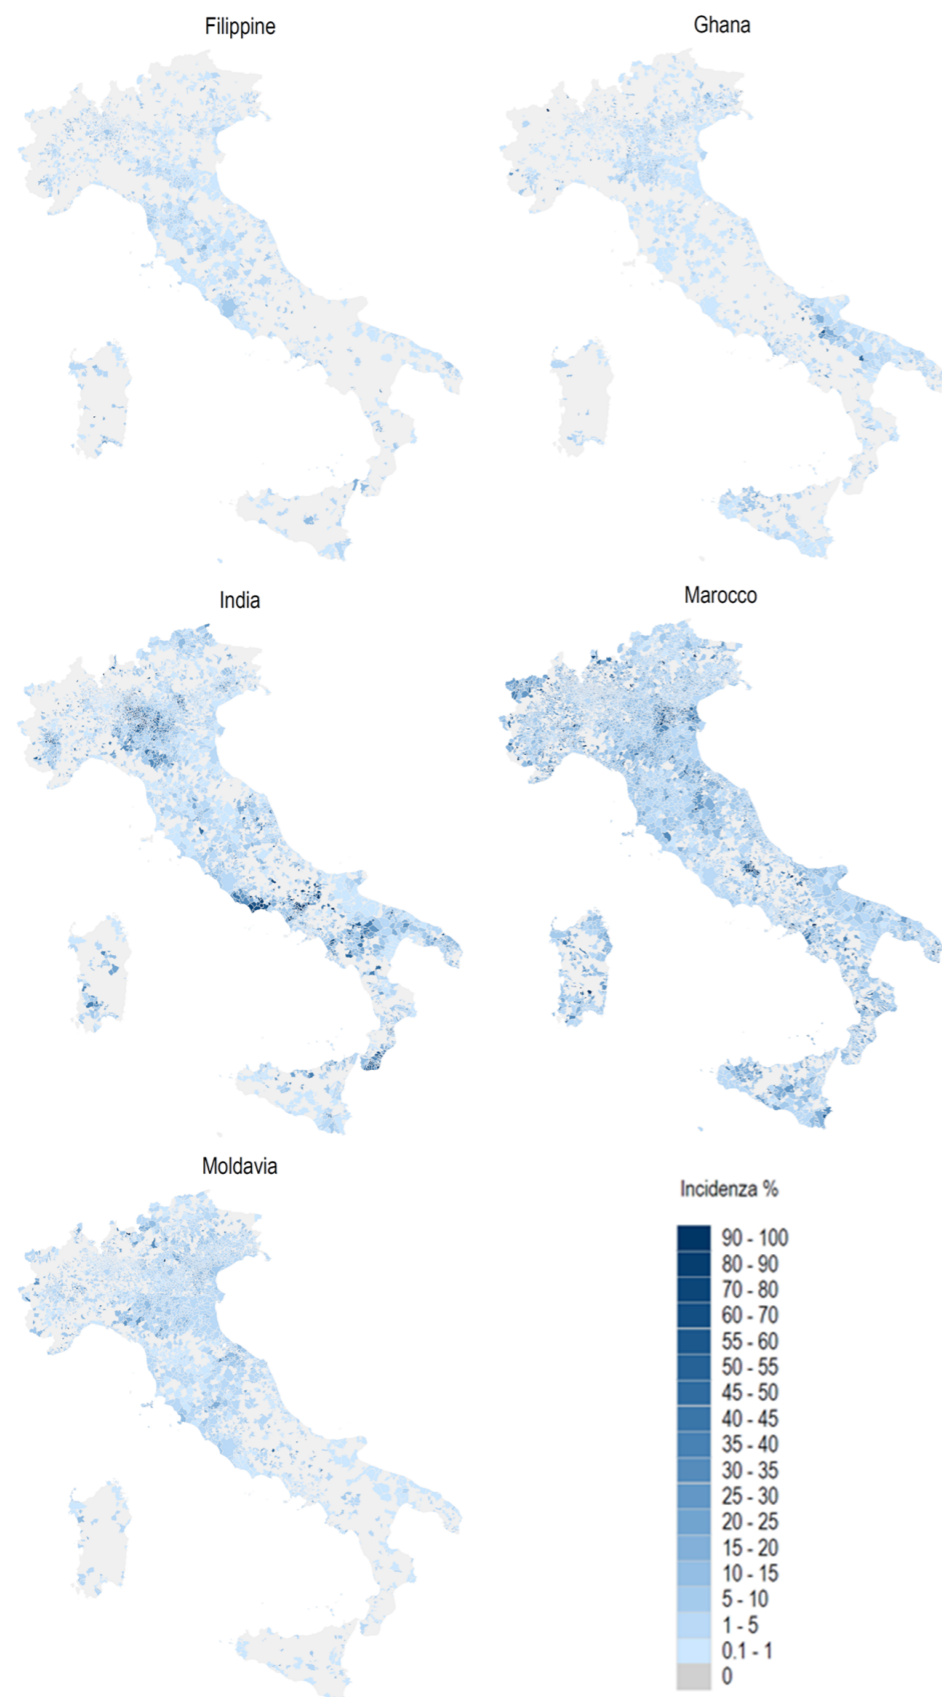 Filippine
Ghana
India
Marocco
Moldavia
Incidenza %
90 - 100
80 - 90
70 - 80
60 - 70
55 - 60
50 - 55
45 - 50
40 - 45
35 - 40
30 - 35
25 - 30
20 - 25
15 - 20
10 - 15
5 - 10
1 - 5
0.1 - 1
0